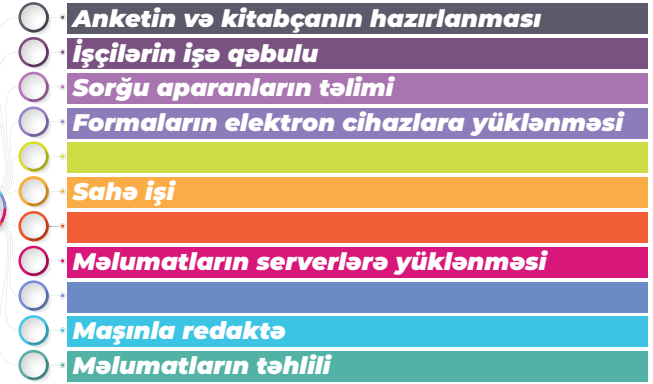 Anketin və kitabçanın hazırlanması
İşçilərin işə qəbulu
Sorğu aparanların təlimi
Formaların elektron cihazlara yüklənməsi
Sahə işi
Məlumatların serverlərə yüklənməsi
Maşınla redaktə
Məlumatların təhlili